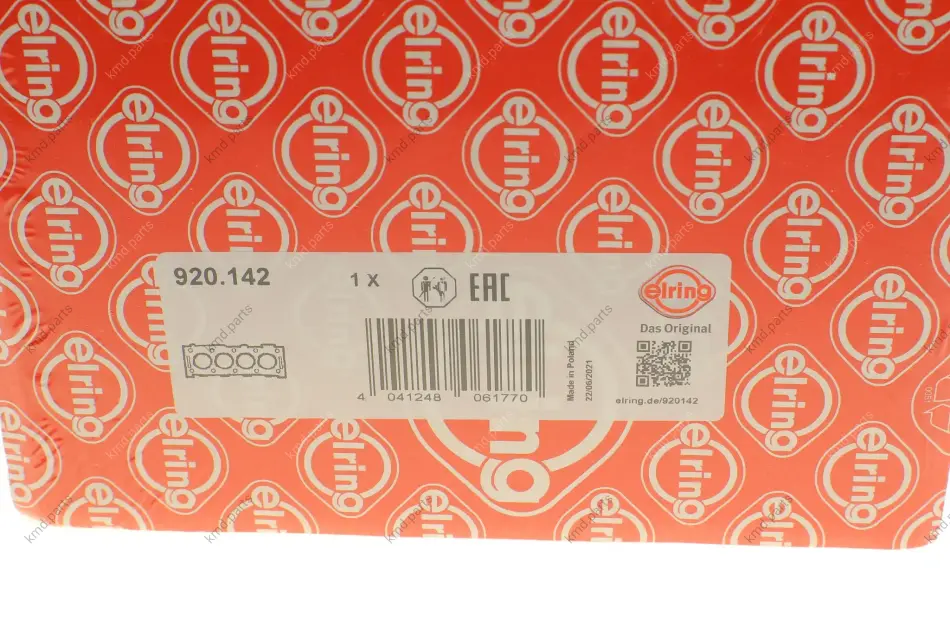 920.142
1 X
EAC
elring
Das Original
4 041248 061770
Made in Poland
22/06/2021
elring.de/920142
elring
kmd.parts